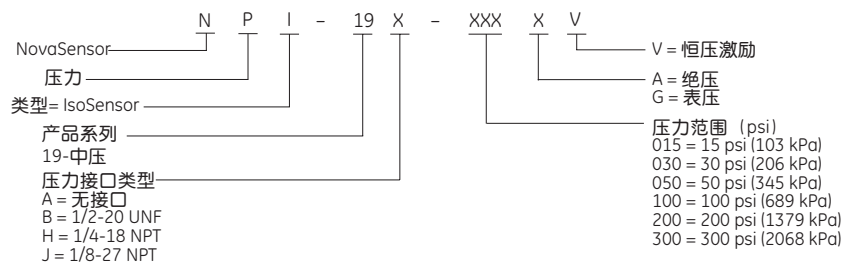 N P I – 19 X – XXX X V
NovaSensor
压力
类型= IsoSensor
产品系列
19-中压
压力接口类型
A = 无接口
B = 1/2-20 UNF
H = 1/4-18 NPT
J = 1/8-27 NPT
V = 恒压激励
A = 绝压
G = 表压
压力范围 (psi)
015 = 15 psi (103 kPa)
030 = 30 psi (206 kPa)
050 = 50 psi (345 kPa)
100 = 100 psi (689 kPa)
200 = 200 psi (1379 kPa)
300 = 300 psi (2068 kPa)